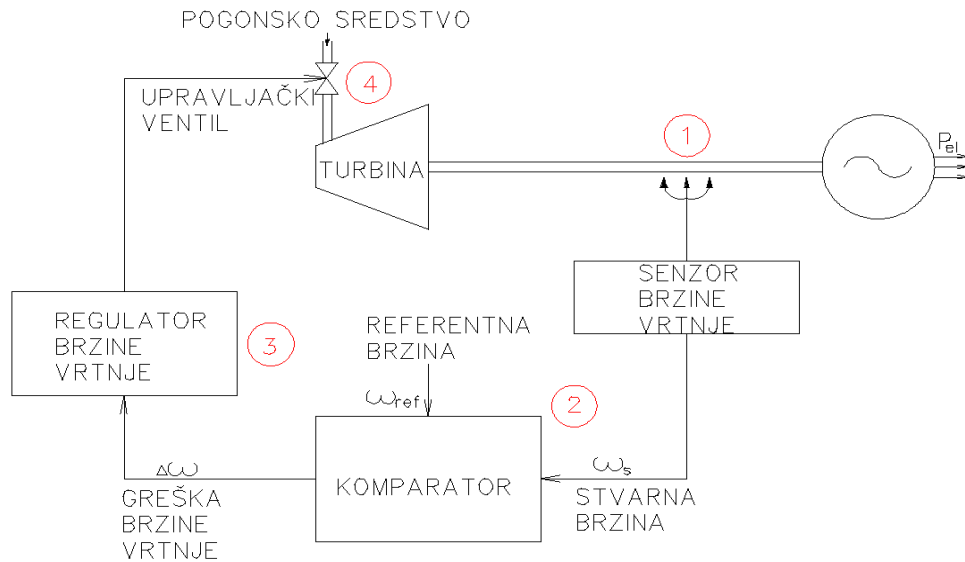 POGONSKO SREDSTVO
4
UPRAVLJAČKI
VENTIL
TURBINA
1
Pel
SENZOR
BRZINE
VRTNJE
REGULATOR
BRZINE
VRTNJE
3
REFERENTNA
BRZINA
ωref
2
KOMPARATOR
Δω
GREŠKA
BRZINE
VRTNJE
ωs
STVARNA
BRZINA